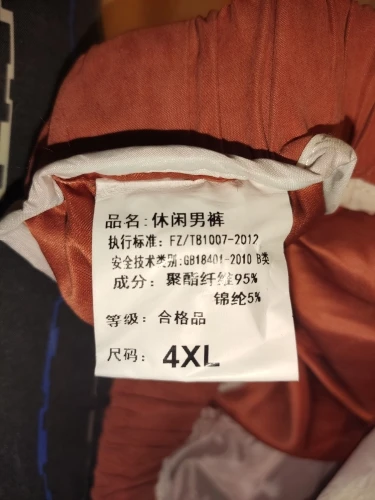 品名:休闲男裤
执行标准: FZ/T81007-2012
安全技术类别:GB18401-2010 B类
成分: 聚酯纤维95%
锦纶5%
等级: 合格品
尺码: 4XL